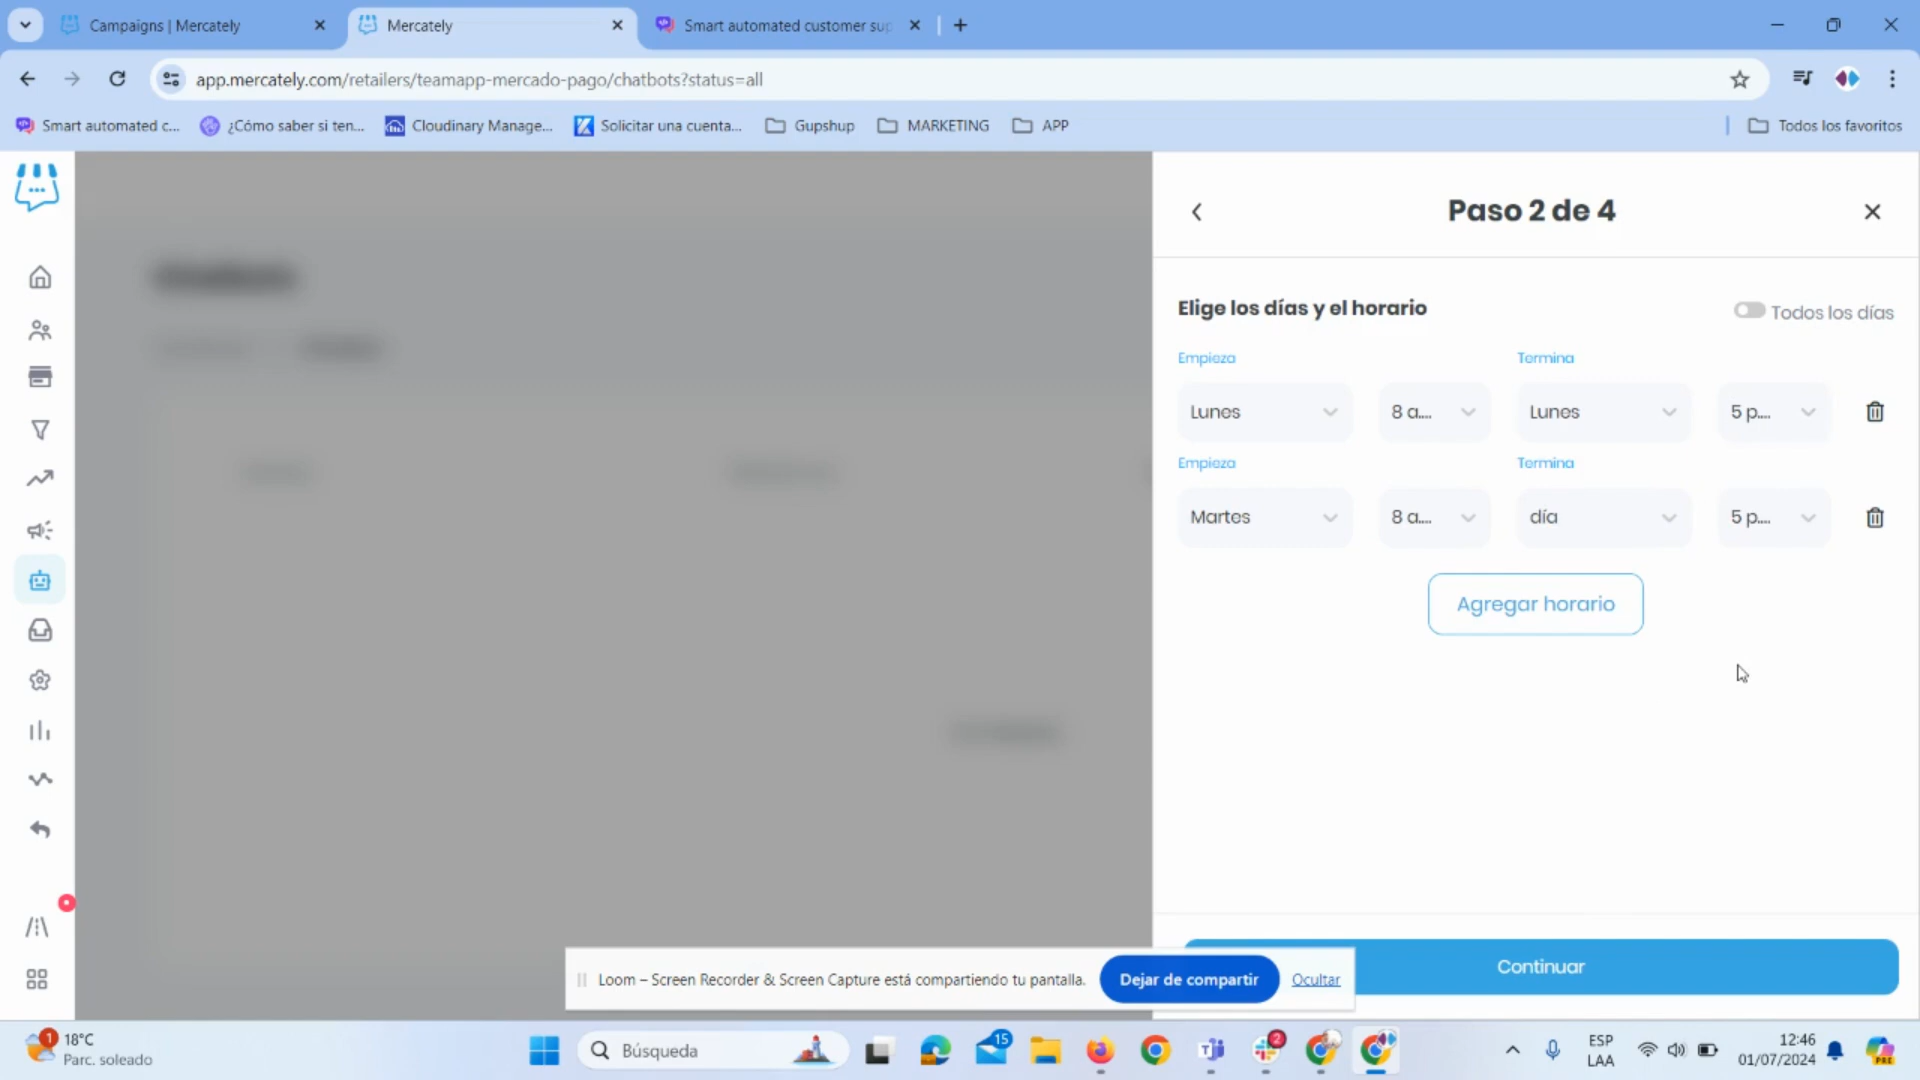 Campaigns | Mercately
Mercately
Smart automated customer sup
app.mercately.com/retailers/teamapp-mercado-pago/chatbots?status=all
Smart automated c...
¿Cómo saber si ten...
Cloudinary Manage...
Solicitar una cuenta...
Gupshup
MARKETING
APP
Todos los favoritos
Paso 2 de 4
Elige los días y el horario
Todos los días
Empieza
Termina
Lunes
8 a....
Lunes
5 p....
Empieza
Termina
Martes
8 a....
día
5 p....
Agregar horario
Continuar
Loom – Screen Recorder & Screen Capture está compartiendo tu pantalla.
Dejar de compartir
Ocultar
1
18°C
Parc. soleado
Búsqueda
15
2
ESP
LAA
12:46
01/07/2024
PRE